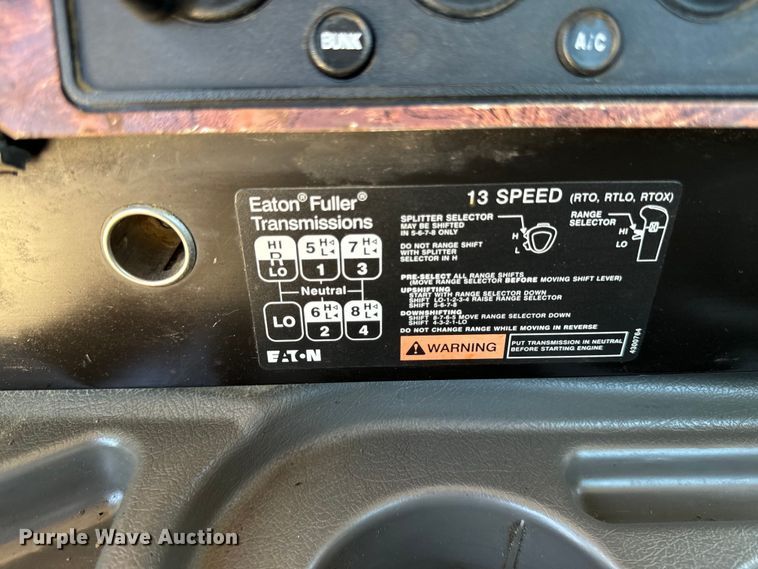 BUNK
A/C
Eaton® Fuller®
Transmissions
13 SPEED (RTO, RTLO, RTOX)
SPLITTER SELECTOR
MAY BE SHIFTED
IN 5-6-7-8 ONLY
H
L
RANGE
SELECTOR
HI
LO
DO NOT RANGE SHIFT
WITH SPLITTER
SELECTOR IN H
HI
R
LO
5 H
L
1
7 H
L
3
Neutral
LO
6 H
L
2
8 H
L
4
EATON
PRE-SELECT ALL RANGE SHIFTS
(MOVE RANGE SELECTOR BEFORE MOVING SHIFT LEVER)
UPSHIFTING
START WITH RANGE SELECTOR DOWN
SHIFT LO-1-2-3-4 RAISE RANGE SELECTOR
SHIFT 5-6-7-8
DOWNSHIFTING
SHIFT 8-7-6-5 MOVE RANGE SELECTOR DOWN
SHIFT 4-3-2-1-LO
DO NOT CHANGE RANGE WHILE MOVING IN REVERSE
WARNING
PUT TRANSMISSION IN NEUTRAL
BEFORE STARTING ENGINE
4300764
Purple Wave Auction